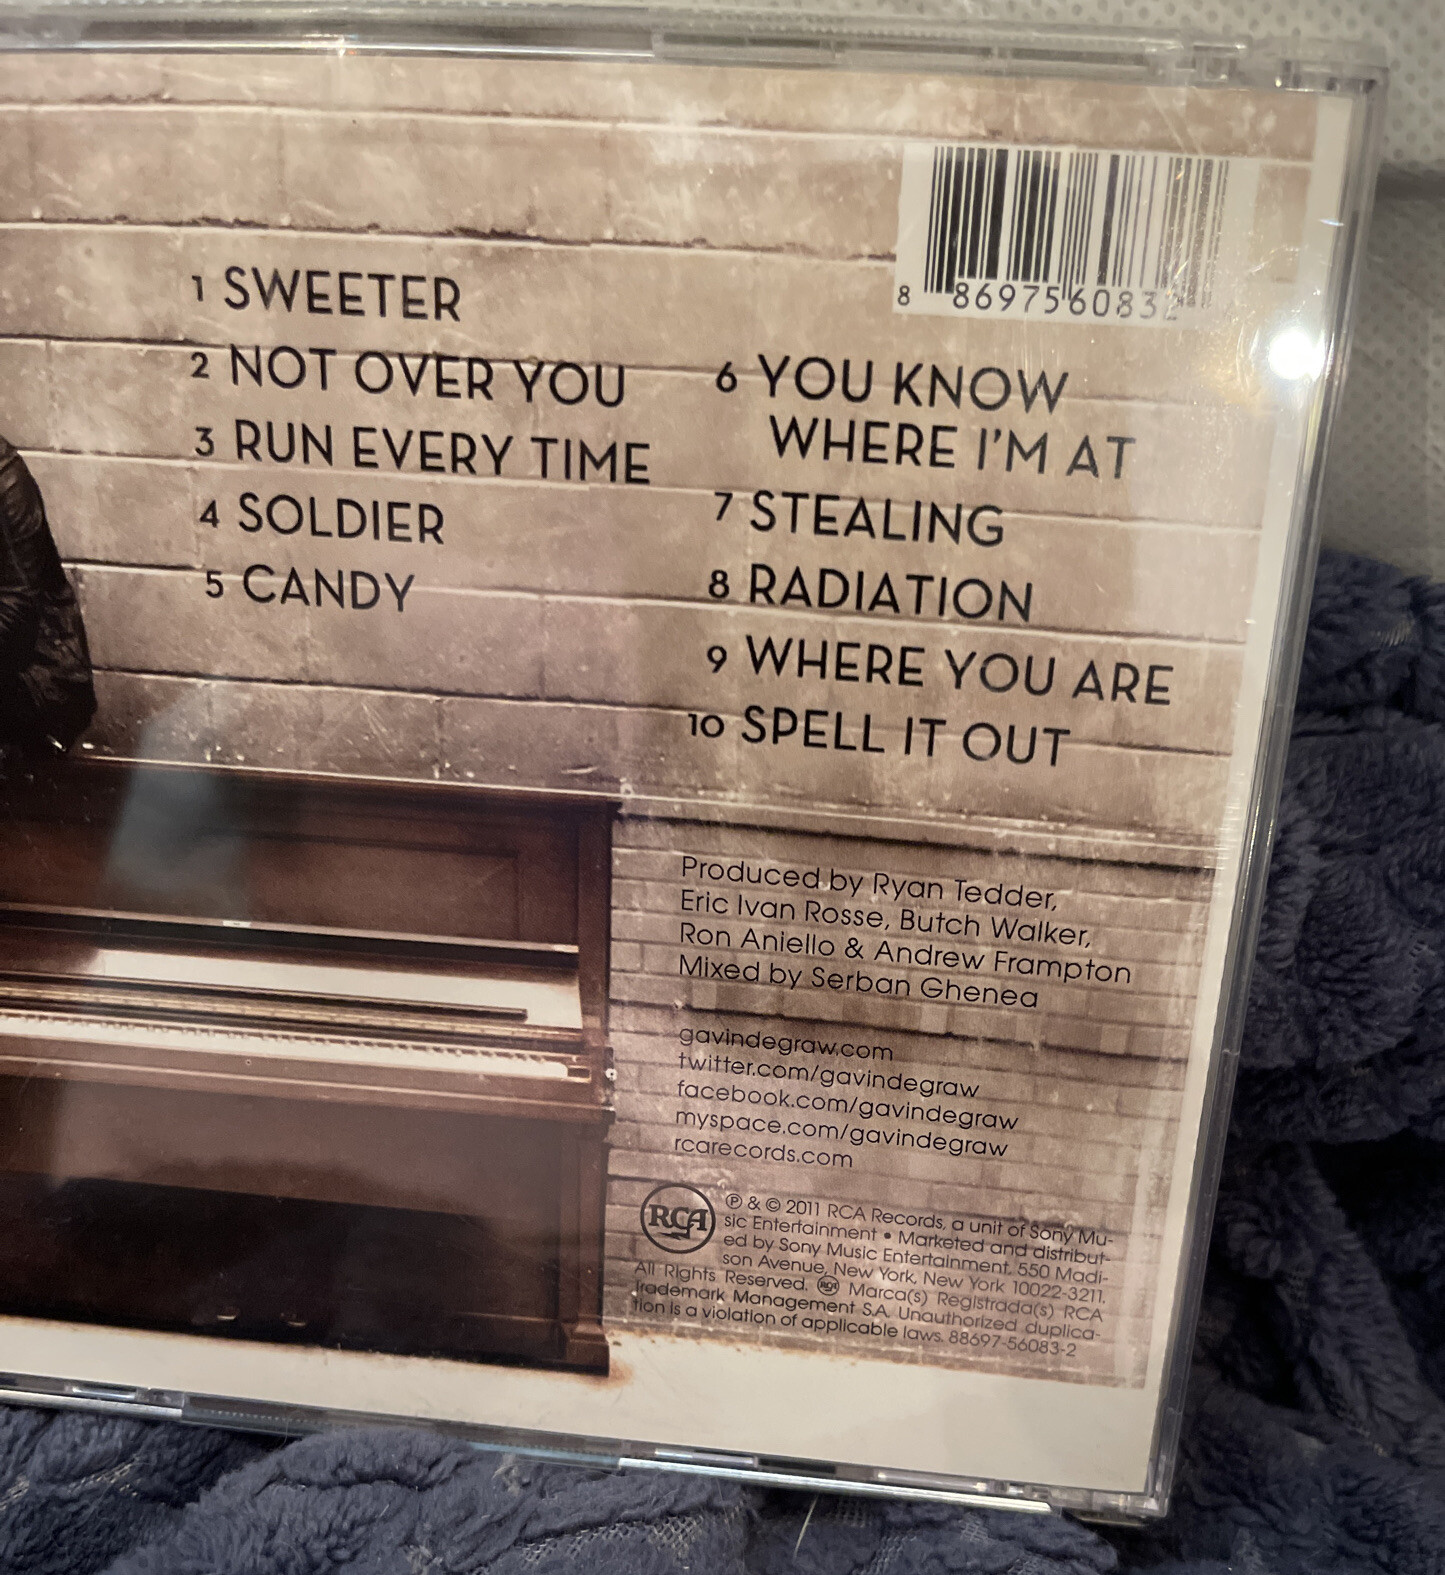 8 86975 60832
1 SWEETER
2 NOT OVER YOU
3 RUN EVERY TIME
4 SOLDIER
5 CANDY
6 YOU KNOW
WHERE I'M AT
7 STEALING
8 RADIATION
9 WHERE YOU ARE
10 SPELL IT OUT
Produced by Ryan Tedder,
Eric Ivan Rosse, Butch Walker,
Ron Aniello & Andrew Frampton
Mixed by Serban Ghenea
gavindegraw.com
twitter.com/gavindegraw
facebook.com/gavindegraw
myspace.com/gavindegraw
rcarecords.com
RCA
℗ & © 2011 RCA Records, a unit of Sony Mu-
sic Entertainment • Marketed and distribut-
ed by Sony Music Entertainment, 550 Madi-
son Avenue, New York, New York 10022-3211.
All Rights Reserved. RCA Marca(s) Registrada(s) RCA
Trademark Management S.A. Unauthorized duplica-
tion is a violation of applicable laws. 88697-56083-2